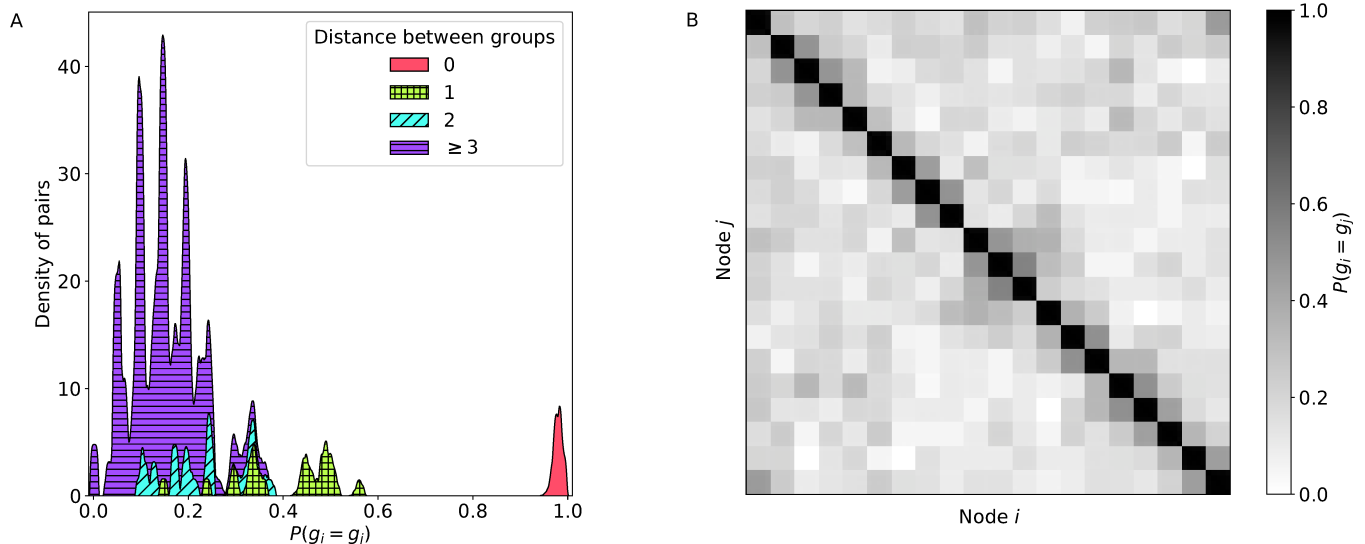 A
Distance between groups
0
1
2
≥ 3
40
30
20
10
0
Density of pairs
0.0 0.2 0.4 0.6 0.8 1.0
P(g_i = g_i)
B
Node j
Node i
1.0
0.8
0.6
0.4
0.2
0.0
P(g_i = g_j)